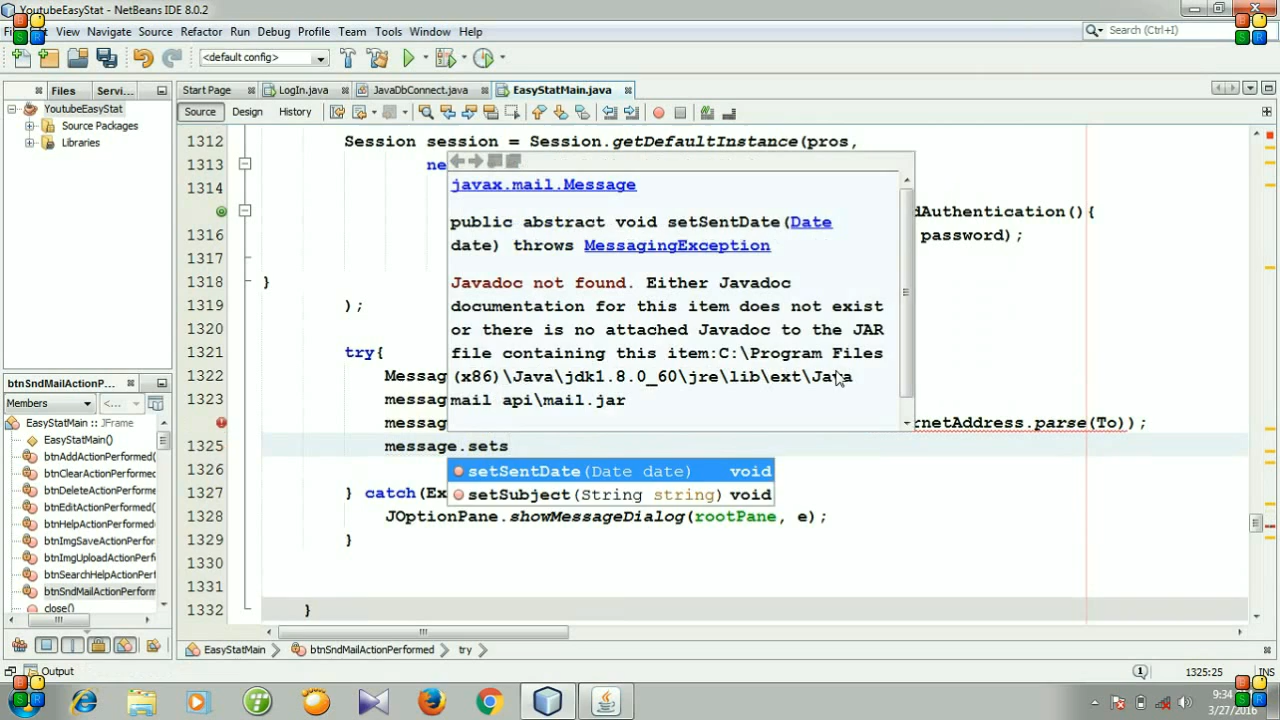 YoutubeEasyStat - NetBeans IDE 8.0.2
View Navigate Source Refactor Run Debug Profile Team Tools Window Help
Search (Ctrl+I)
<default config>
Files Servi...
Start Page LogIn.java JavaDbConnect.java EasyStatMain.java
YoutubeEasyStat
Source Packages
Libraries
Source Design History
1312 Session session = Session.getDefaultInstance(pros,
1313 ne
1314
dAuthentication(){
1316 password);
1317
1318 }
1319 );
1320
1321 try{
1322 Messag
1323 messag
messag rnetAddress.parse(To));
1325 message.sets
1326
1327 } catch(Ex
1328 JOptionPane.showMessageDialog(rootPane, e);
1329 }
1330
1331
1332 }
javax.mail.Message
public abstract void setSentDate(Date
date) throws MessagingException
Javadoc not found. Either Javadoc
documentation for this item does not exist
or there is no attached Javadoc to the JAR
file containing this item:C:\Program Files
(x86)\Java\jdk1.8.0_60\jre\lib\ext\Java
mail api\mail.jar
setSentDate(Date date) void
setSubject(String string) void
btnSndMailActionP...
Members <...
EasyStatMain :: JFrame
EasyStatMain()
btnAddActionPerformed(
btnClearActionPerformed
btnDeleteActionPerformed
btnEditActionPerformed(
btnHelpActionPerformed(
btnImgSaveActionPerform
btnImgUploadActionPerf
btnSearchHelpActionPerf
btnSndMailActionPerform
close()
EasyStatMain btnSndMailActionPerformed try
Output
1325:25 INS
9:34
3/27/2016